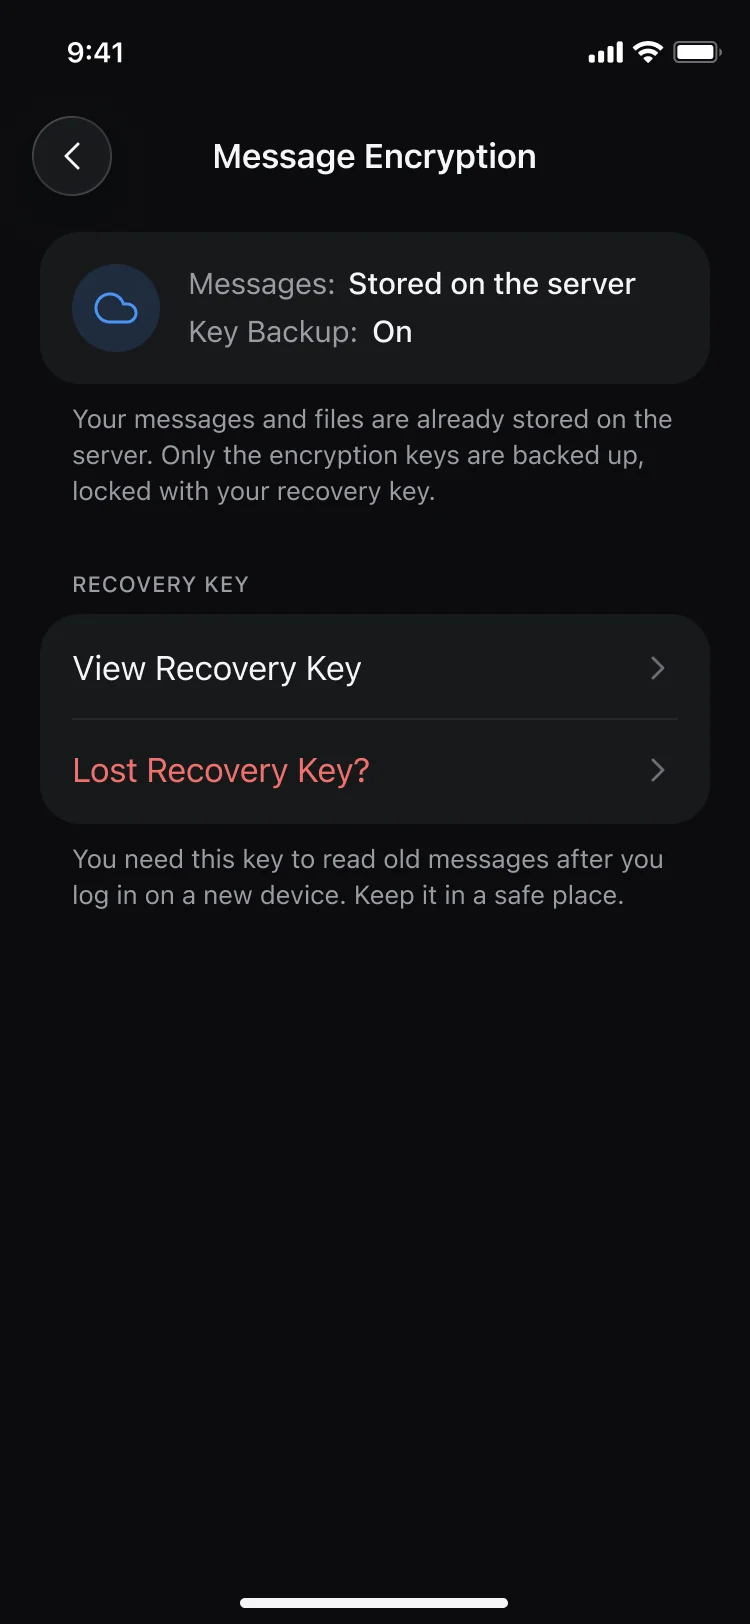 9:41
Message Encryption
Messages: Stored on the server
Key Backup: On
Your messages and files are already stored on the
server. Only the encryption keys are backed up,
locked with your recovery key.
RECOVERY KEY
View Recovery Key
Lost Recovery Key?
You need this key to read old messages after you
log in on a new device. Keep it in a safe place.